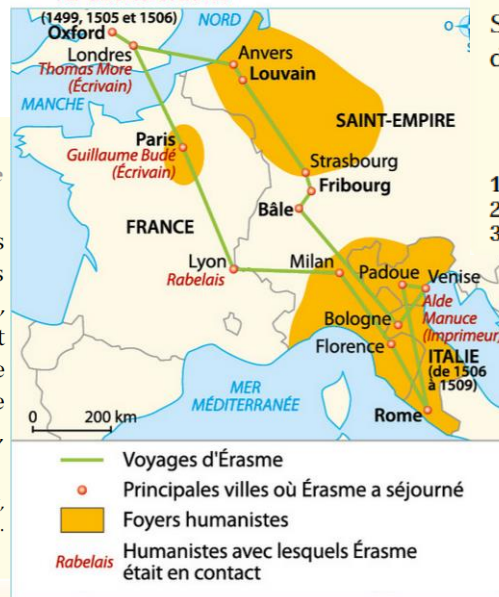 (1499, 1505 et 1506)
NORD
O
Oxford
Londres
Thomas More
(Écrivain)
Anvers
Louvain
MANCHE
SAINT-EMPIRE
Paris
Guillaume Budé
(Écrivain)
Strasbourg
Fribourg
Bâle
FRANCE
Lyon
Rabelais
Milan
Padoue
Venise
Alde
Manuce
(Imprimeur)
Bologne
Florence
ITALIE
(de 1506
à 1509)
MER
MÉDITERRANÉE
Rome
0 200 km
Voyages d'Érasme
Principales villes où Érasme a séjourné
Foyers humanistes
Rabelais Humanistes avec lesquels Érasme
était en contact
1
2
3